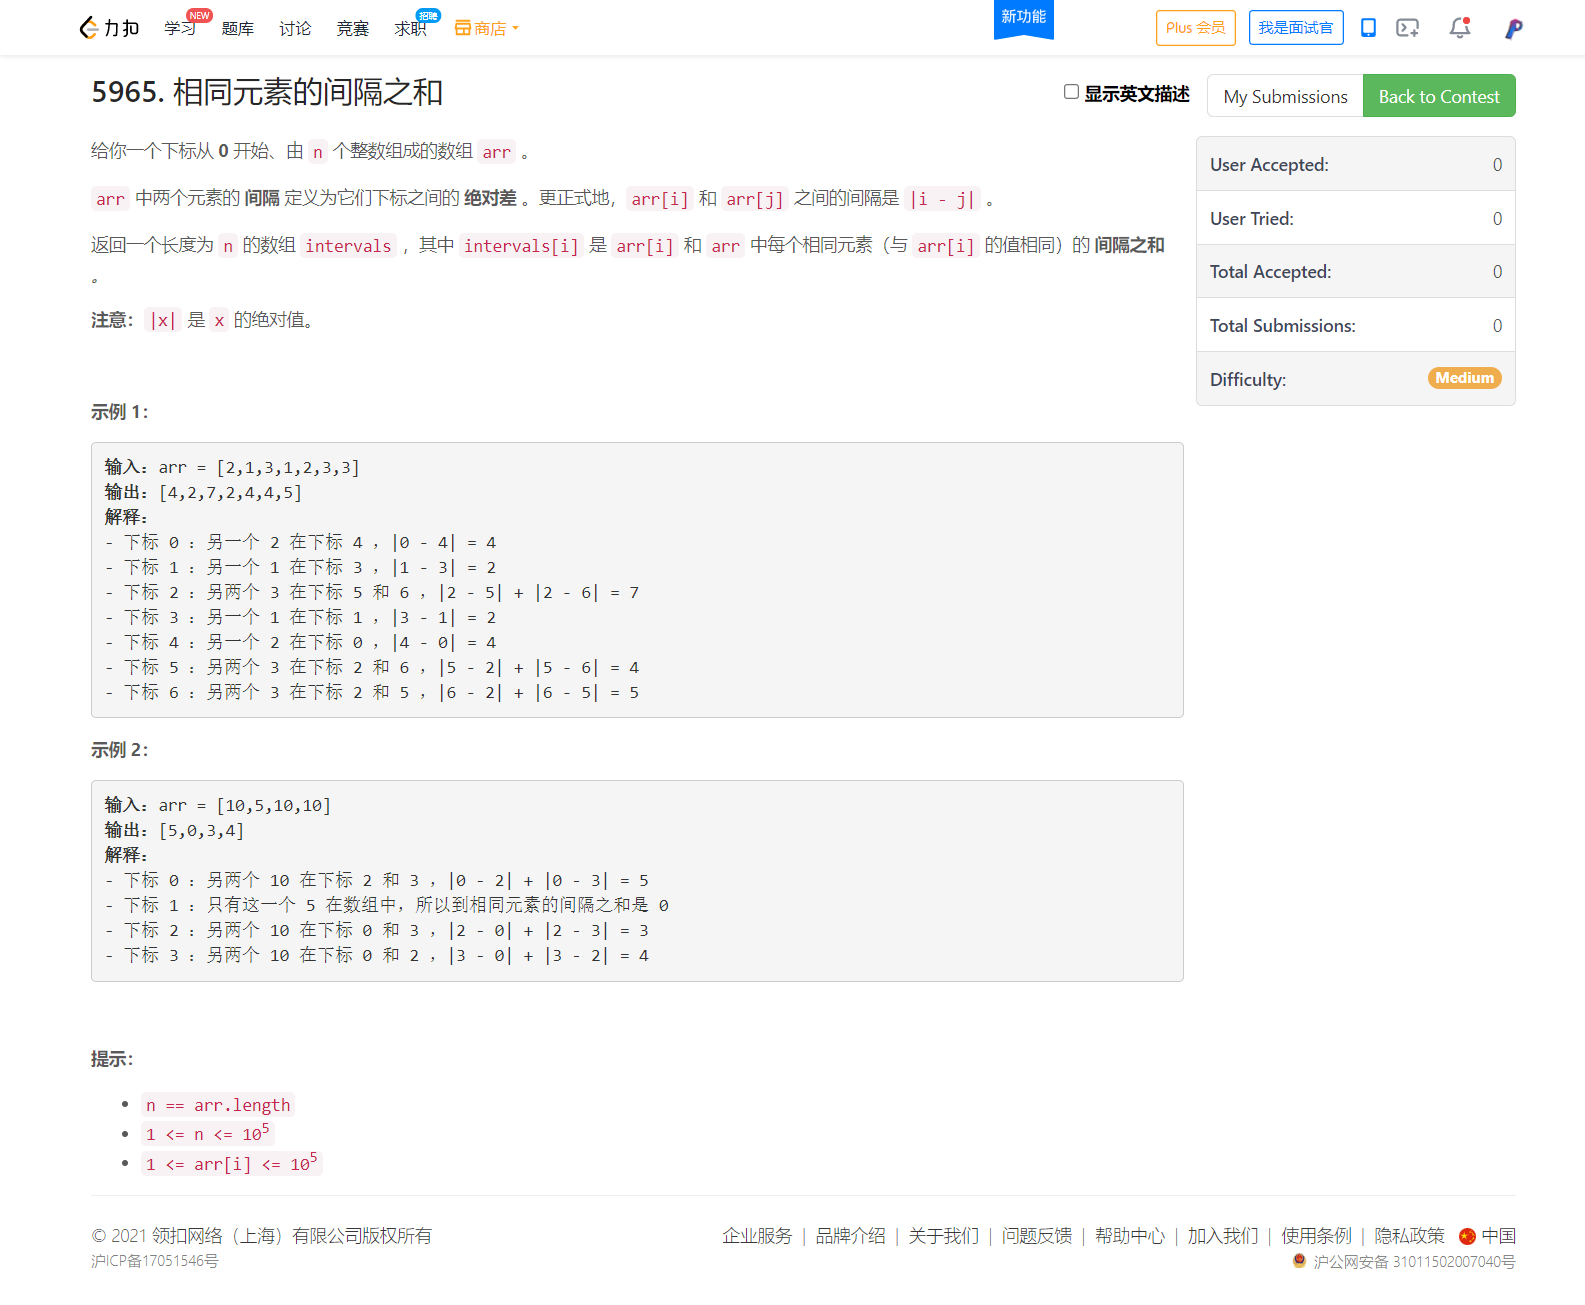 力扣 学习 NEW 题库 讨论 竞赛 求职 招聘 商店 新功能 Plus 会员 我是面试官
5965. 相同元素的间隔之和
显示英文描述 My Submissions Back to Contest
给你一个下标从 0 开始、由 n 个整数组成的数组 arr 。
arr 中两个元素的 间隔 定义为它们下标之间的 绝对差 。更正式地，arr[i] 和 arr[j] 之间的间隔是 |i - j| 。
返回一个长度为 n 的数组 intervals ，其中 intervals[i] 是 arr[i] 和 arr 中每个相同元素（与 arr[i] 的值相同）的 间隔之和
。
注意：|x| 是 x 的绝对值。
User Accepted: 0
User Tried: 0
Total Accepted: 0
Total Submissions: 0
Difficulty: Medium
示例 1：
输入：arr = [2,1,3,1,2,3,3]
输出：[4,2,7,2,4,4,5]
解释：
- 下标 0 ：另一个 2 在下标 4 ，|0 - 4| = 4
- 下标 1 ：另一个 1 在下标 3 ，|1 - 3| = 2
- 下标 2 ：另两个 3 在下标 5 和 6 ，|2 - 5| + |2 - 6| = 7
- 下标 3 ：另一个 1 在下标 1 ，|3 - 1| = 2
- 下标 4 ：另一个 2 在下标 0 ，|4 - 0| = 4
- 下标 5 ：另两个 3 在下标 2 和 6 ，|5 - 2| + |5 - 6| = 4
- 下标 6 ：另两个 3 在下标 2 和 5 ，|6 - 2| + |6 - 5| = 5
示例 2：
输入：arr = [10,5,10,10]
输出：[5,0,3,4]
解释：
- 下标 0 ：另两个 10 在下标 2 和 3 ，|0 - 2| + |0 - 3| = 5
- 下标 1 ：只有这一个 5 在数组中，所以到相同元素的间隔之和是 0
- 下标 2 ：另两个 10 在下标 0 和 3 ，|2 - 0| + |2 - 3| = 3
- 下标 3 ：另两个 10 在下标 0 和 2 ，|3 - 0| + |3 - 2| = 4
提示：
• n == arr.length
• 1 <= n <= 10⁵
• 1 <= arr[i] <= 10⁵
© 2021 领扣网络（上海）有限公司版权所有
沪ICP备17051546号
企业服务 | 品牌介绍 | 关于我们 | 问题反馈 | 帮助中心 | 加入我们 | 使用条例 | 隐私政策 中国
沪公网安备 31011502007040号